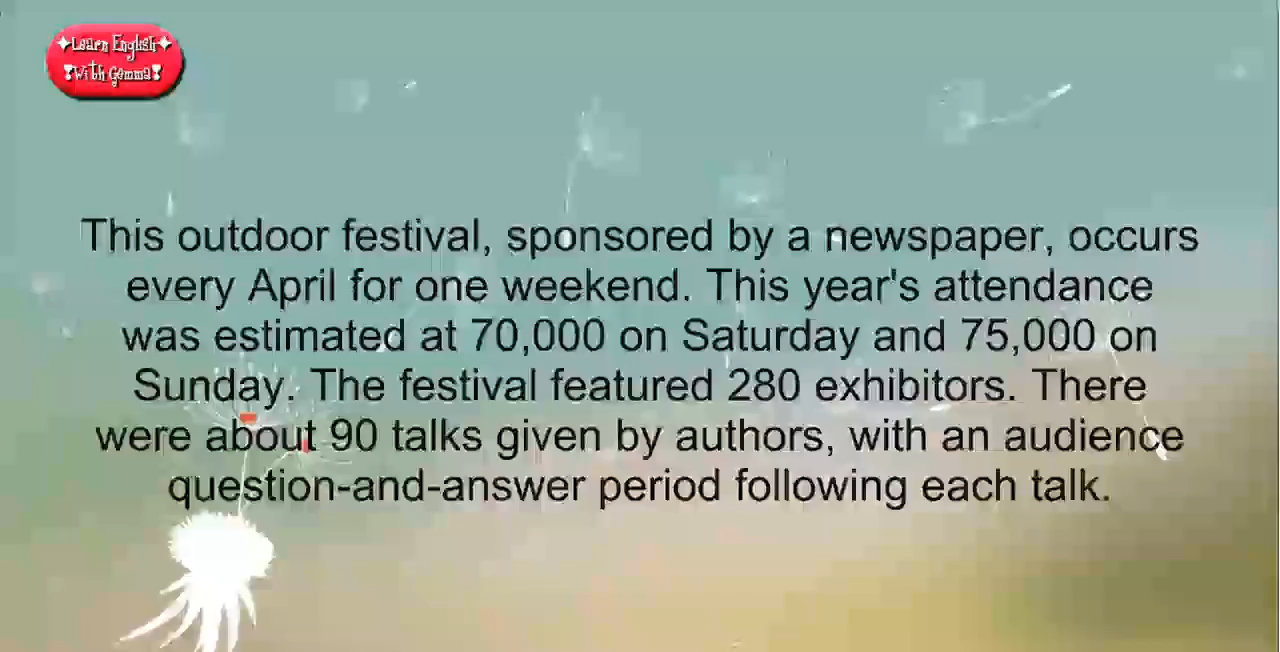 ✦Learn English✦
❣With Gemma❣
This outdoor festival, sponsored by a newspaper, occurs
every April for one weekend. This year's attendance
was estimated at 70,000 on Saturday and 75,000 on
Sunday. The festival featured 280 exhibitors. There
were about 90 talks given by authors, with an audience
question-and-answer period following each talk.